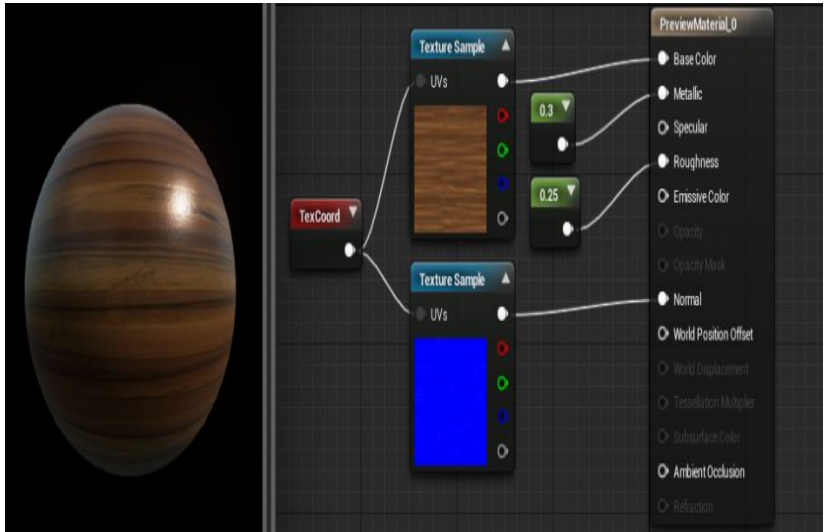 PreviewMaterial_0
Texture Sample
UVs
Base Color
Metallic
Specular
Roughness
Emissive Color
Opacity
Opacity Mask
Normal
World Position Offset
World Displacement
Tessellation Multiplier
Subsurface Color
Ambient Occlusion
Refraction
0.3
0.25
TexCoord
Texture Sample
UVs